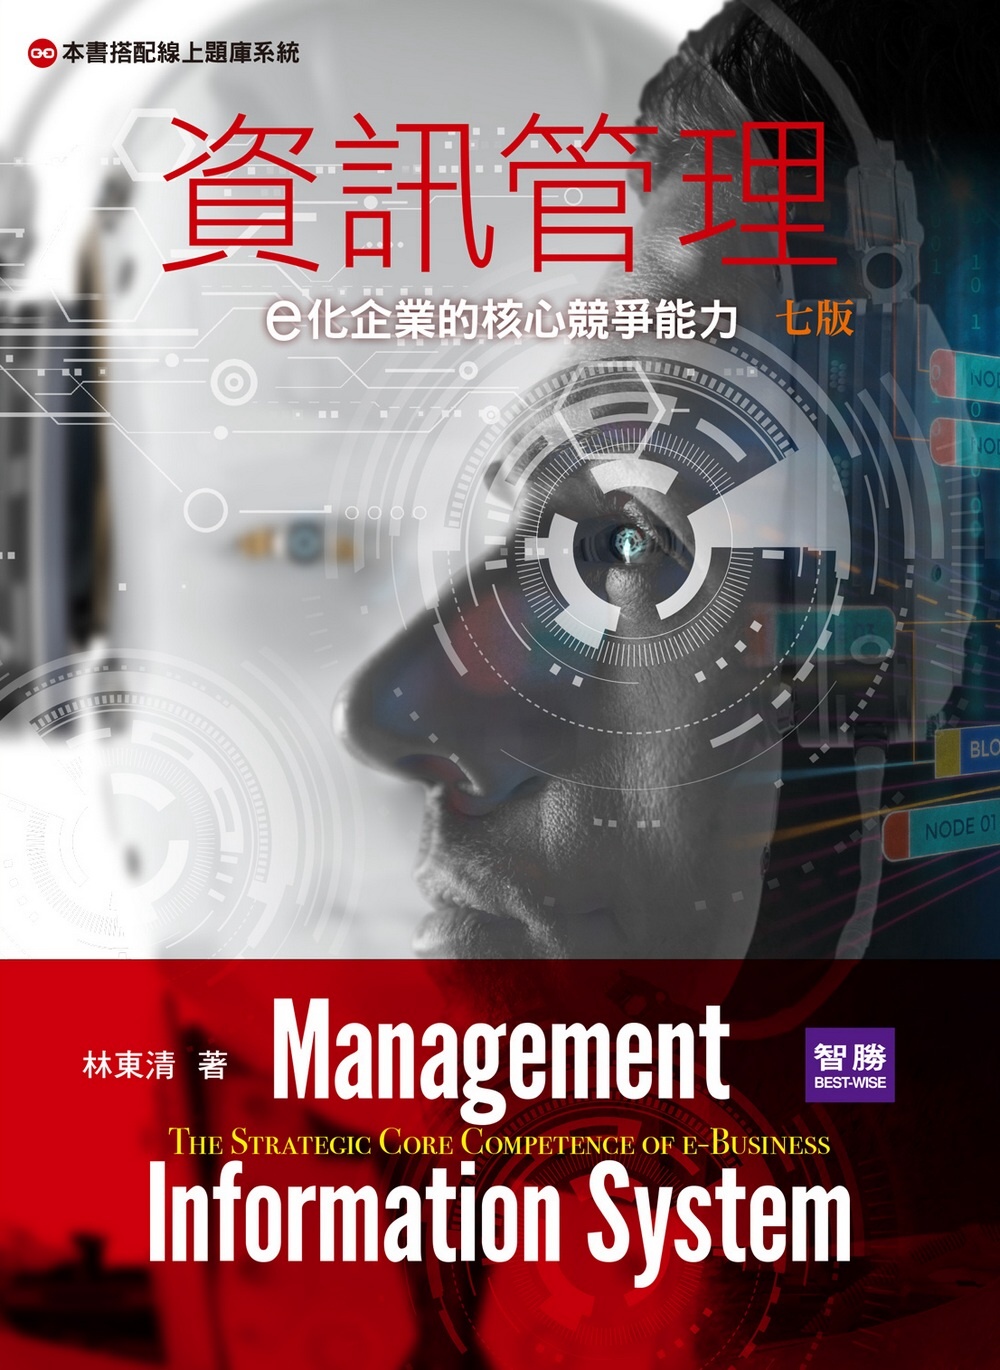 本書搭配線上題庫系統
資訊管理
e化企業的核心競爭能力 七版
NOD
NOD
BLO
NODE 01
林東清 著
Management
智勝
BEST-WISE
THE STRATEGIC CORE COMPETENCE OF E-BUSINESS
Information System